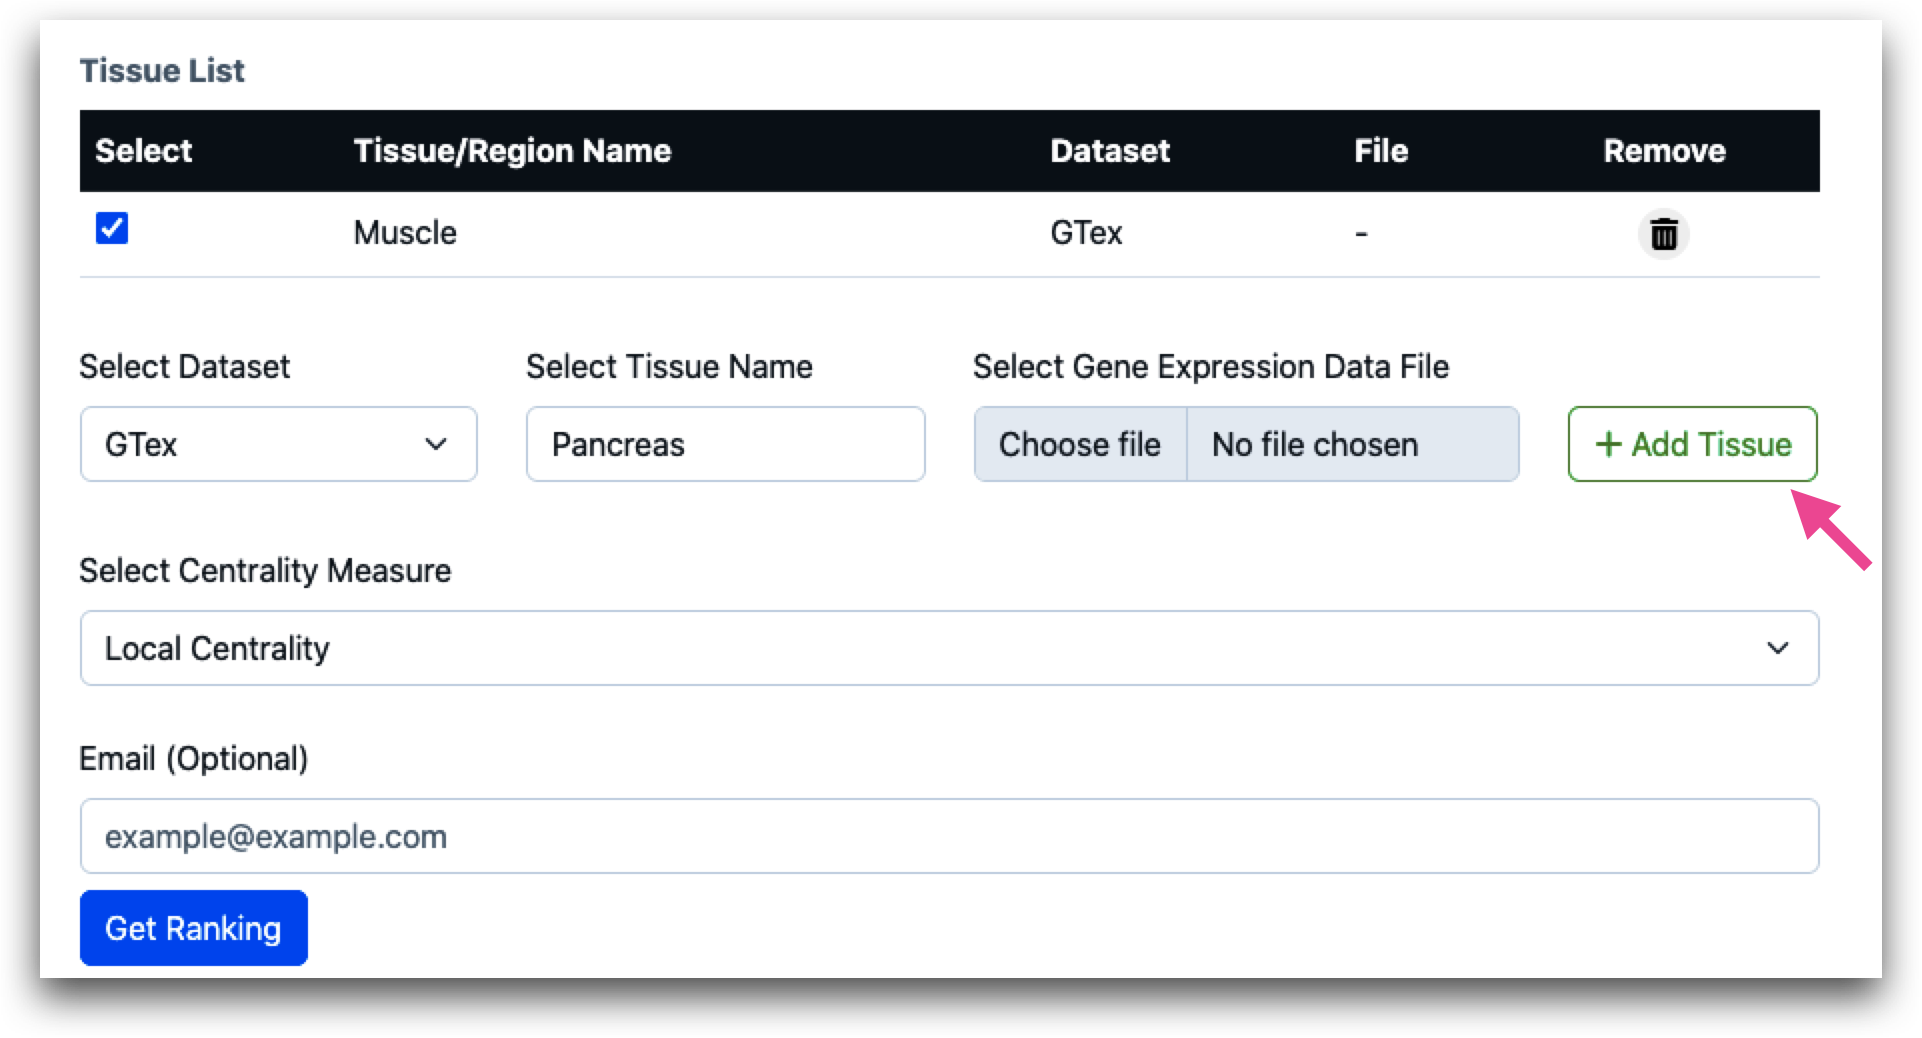 Tissue List
Select Tissue/Region Name Dataset File Remove
Muscle GTex -
Select Dataset Select Tissue Name Select Gene Expression Data File
GTex Pancreas Choose file No file chosen + Add Tissue
Select Centrality Measure
Local Centrality
Email (Optional)
example@example.com
Get Ranking